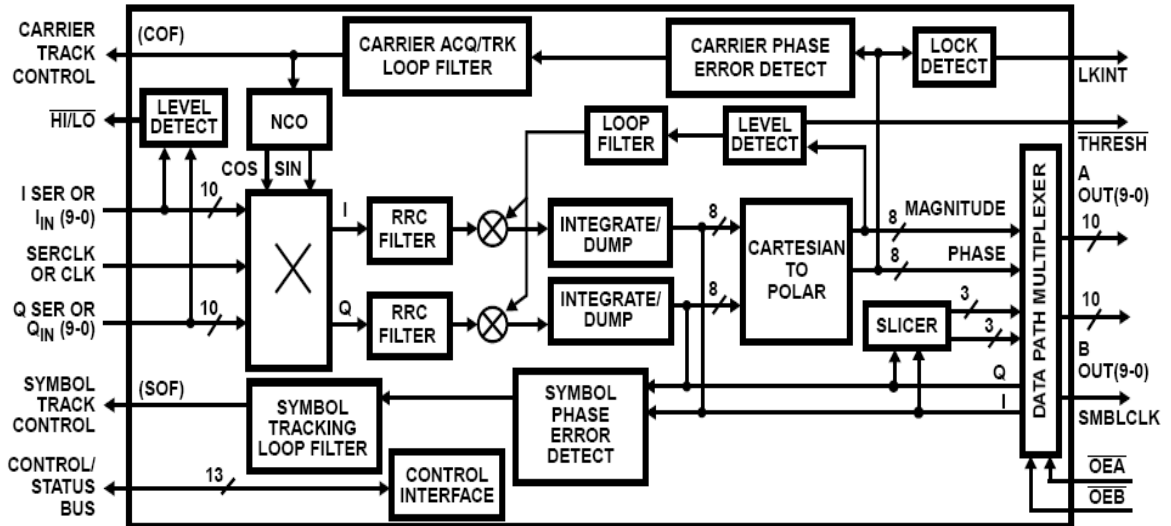 CARRIER
TRACK
CONTROL
(COF)
CARRIER ACQ/TRK
LOOP FILTER
CARRIER PHASE
ERROR DETECT
LOCK
DETECT
LKINT
HI/LO
LEVEL
DETECT
NCO
LOOP
FILTER
LEVEL
DETECT
THRESH
COS
SIN
I SER OR
IIN (9-0)
10
SERCLK
OR CLK
Q SER OR
QIN (9-0)
10
I
Q
RRC
FILTER
RRC
FILTER
INTEGRATE/
DUMP
INTEGRATE/
DUMP
8
8
CARTESIAN
TO
POLAR
8
MAGNITUDE
8
PHASE
SLICER
3
3
Q
I
DATA PATH MULTIPLEXER
A
OUT(9-0)
10
10
B
OUT(9-0)
SMBLCLK
OEA
OEB
SYMBOL
TRACK
CONTROL
(SOF)
SYMBOL
TRACKING
LOOP FILTER
SYMBOL
PHASE
ERROR
DETECT
CONTROL/
STATUS
BUS
13
CONTROL
INTERFACE